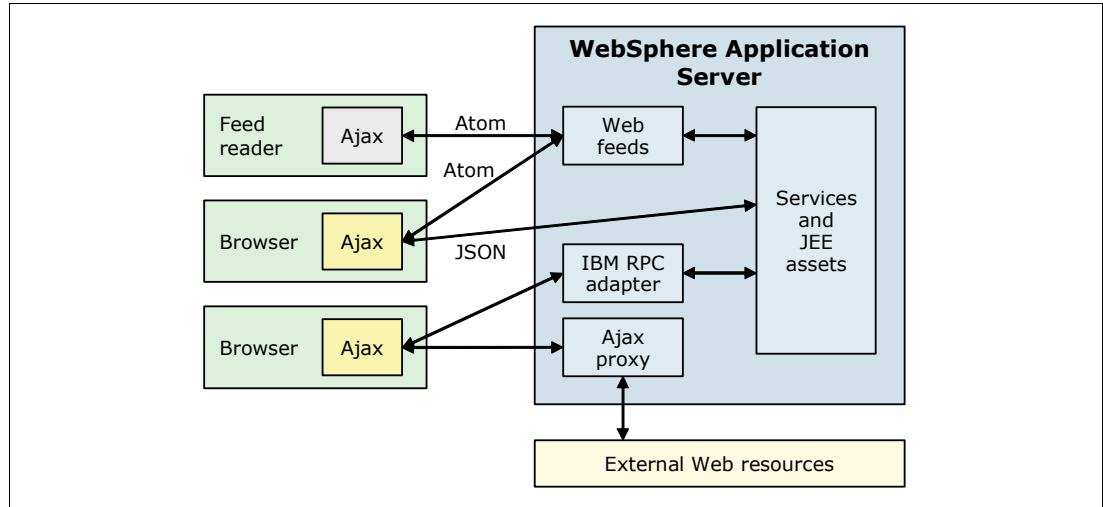 WebSphere Application
Server
Feed
reader
Ajax
Atom
Web
feeds
Atom
Browser
Ajax
JSON
Services
and
JEE
assets
IBM RPC
adapter
Browser
Ajax
Ajax
proxy
External Web resources